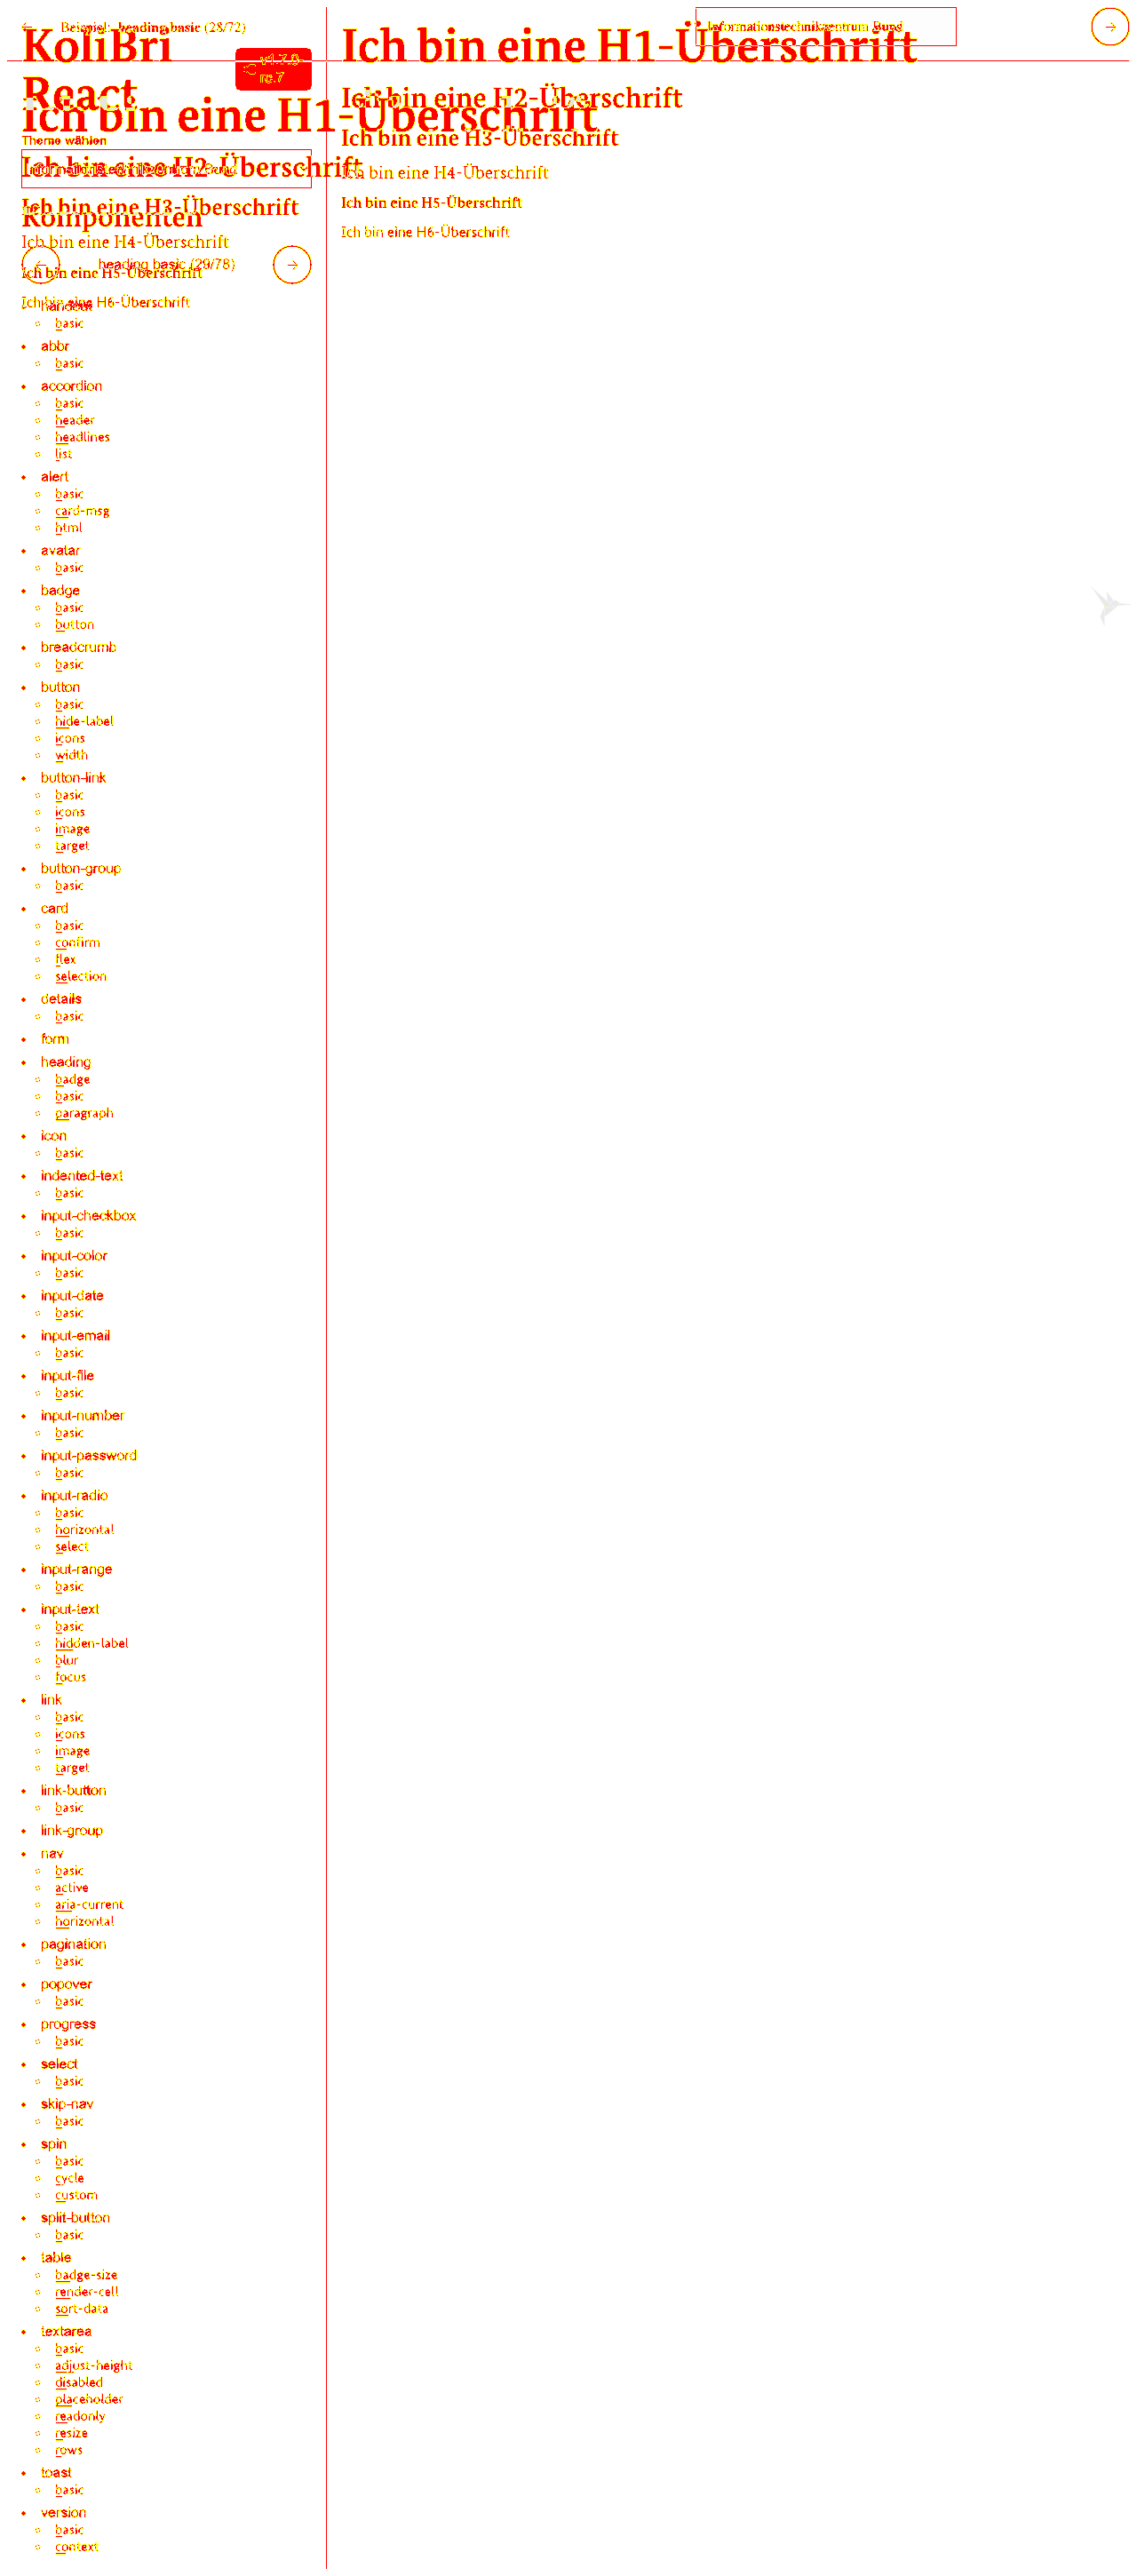 Beispiel: heading basic (28/72)
Informationstechnikzentrum Bund
KoliBri
React
v1.7.0-
rc.7
Ich bin eine H1-Überschrift
Ich bin eine H2-Überschrift
Ich bin eine H3-Überschrift
Ich bin eine H4-Überschrift
Ich bin eine H5-Überschrift
Ich bin eine H6-Überschrift
Ich bin eine H1-Überschrift
Theme wählen
Informationstechnikzentrum Bund
Ich bin eine H2-Überschrift
Ich bin eine H3-Überschrift
Komponenten
Ich bin eine H4-Überschrift
heading basic (29/78)
Ich bin eine H5-Überschrift
Ich bin eine H6-Überschrift
handout
basic
abbr
basic
accordion
basic
header
headlines
list
alert
basic
card-msg
html
avatar
basic
badge
basic
button
breadcrumb
basic
button
basic
hide-label
icons
width
button-link
basic
icons
image
target
button-group
basic
card
basic
confirm
flex
selection
details
basic
form
heading
badge
basic
paragraph
icon
basic
indented-text
basic
input-checkbox
basic
input-color
basic
input-date
basic
input-email
basic
input-file
basic
input-number
basic
input-password
basic
input-radio
basic
horizontal
select
input-range
basic
input-text
basic
hidden-label
blur
focus
link
basic
icons
image
target
link-button
basic
link-group
nav
basic
active
aria-current
horizontal
pagination
basic
popover
basic
progress
basic
select
basic
skip-nav
basic
spin
basic
cycle
custom
split-button
basic
table
badge-size
render-cell
sort-data
textarea
basic
adjust-height
disabled
placeholder
readonly
resize
rows
toast
basic
version
basic
context